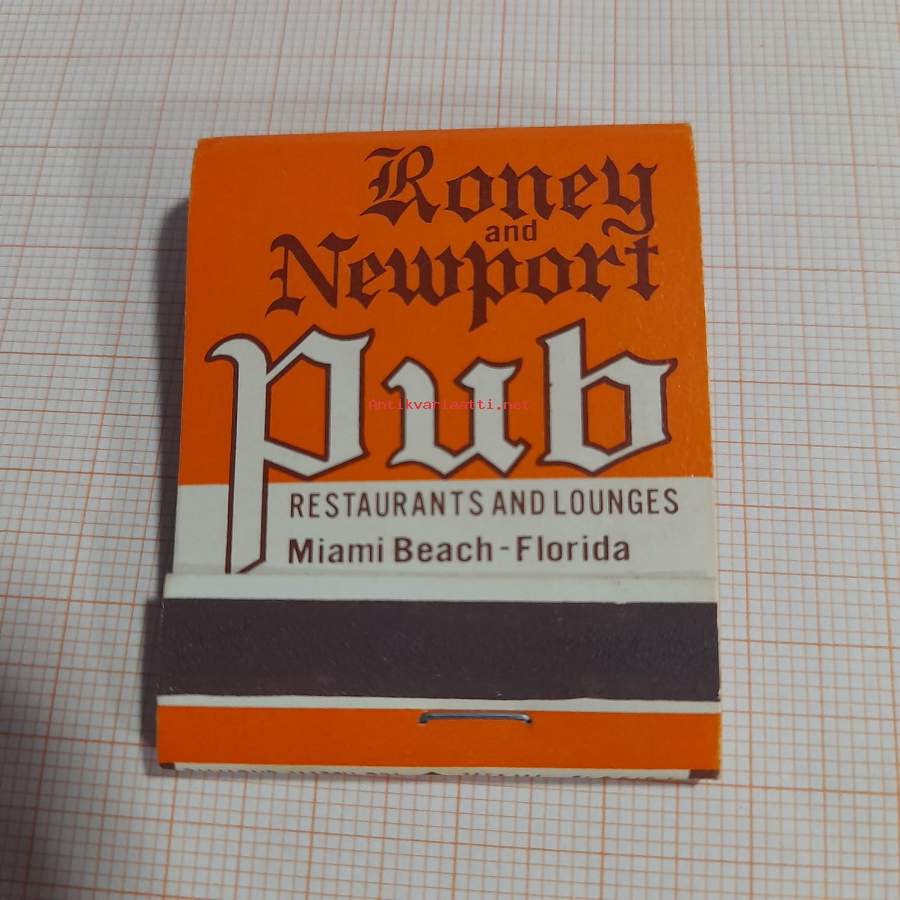 Roney
and
Newport
pub
Antikvariaatti.net
RESTAURANTS AND LOUNGES
Miami Beach - Florida